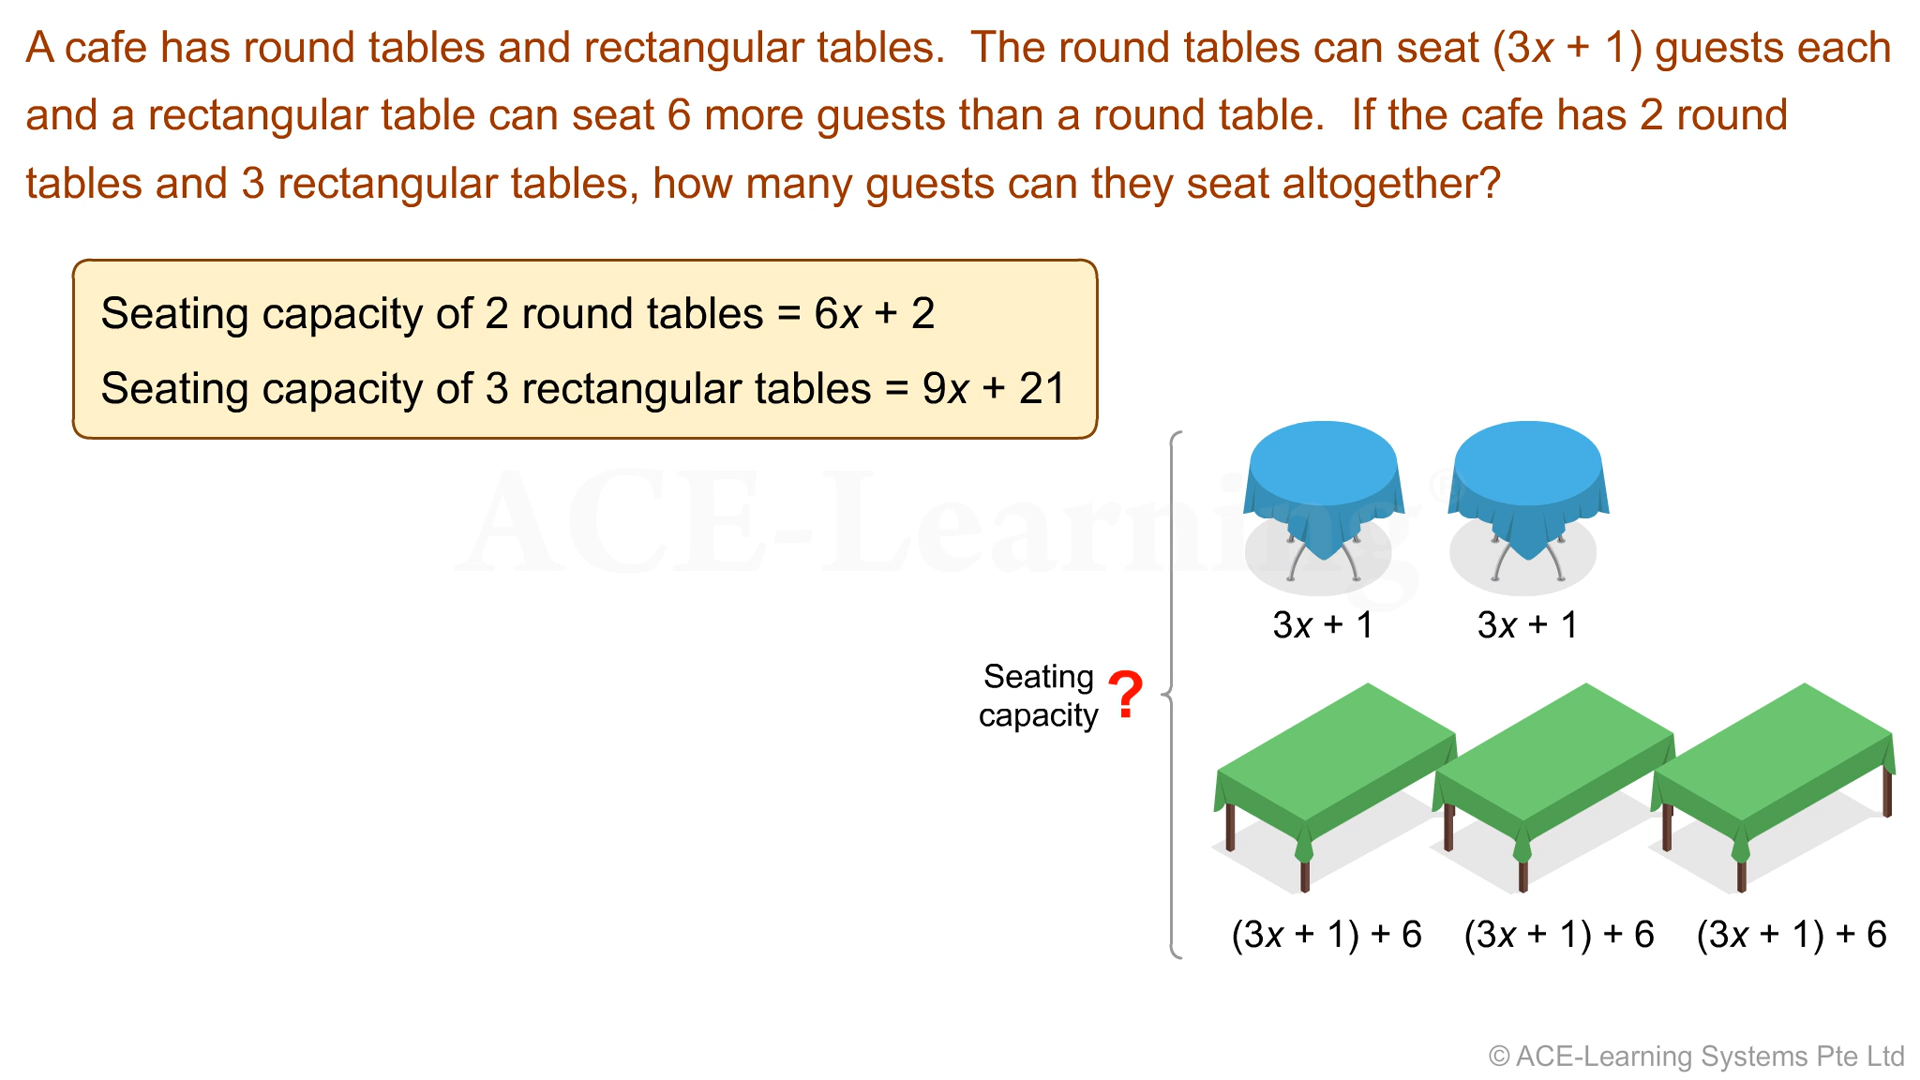 A cafe has round tables and rectangular tables.  The round tables can seat (3x + 1) guests each
and a rectangular table can seat 6 more guests than a round table.  If the cafe has 2 round
tables and 3 rectangular tables, how many guests can they seat altogether?
Seating capacity of 2 round tables = 6x + 2
Seating capacity of 3 rectangular tables = 9x + 21
ACE-Learning®
3x + 1 3x + 1
Seating
capacity ?
(3x + 1) + 6 (3x + 1) + 6 (3x + 1) + 6
© ACE-Learning Systems Pte Ltd